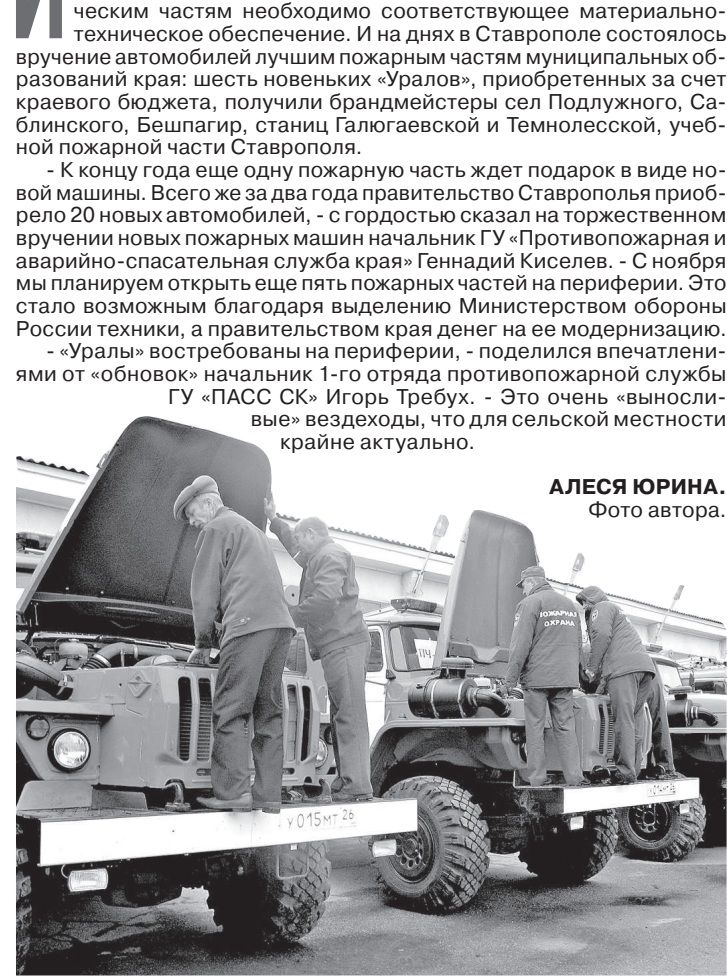 И
ческим частям необходимо соответствующее материально-
техническое обеспечение. И на днях в Ставрополе состоялось
вручение автомобилей лучшим пожарным частям муниципальных об-
разований края: шесть новеньких «Уралов», приобретенных за счет
краевого бюджета, получили брандмейстеры сел Подлужного, Са-
блинского, Бешпагир, станиц Галюгаевской и Темнолесской, учеб-
ной пожарной части Ставрополя.
- К концу года еще одну пожарную часть ждет подарок в виде но-
вой машины. Всего же за два года правительство Ставрополья приоб-
рело 20 новых автомобилей, - с гордостью сказал на торжественном
вручении новых пожарных машин начальник ГУ «Противопожарная и
аварийно-спасательная служба края» Геннадий Киселев. - С ноября
мы планируем открыть еще пять пожарных частей на периферии. Это
стало возможным благодаря выделению Министерством обороны
России техники, а правительством края денег на ее модернизацию.
- «Уралы» востребованы на периферии, - поделился впечатлени-
ями от «обновок» начальник 1-го отряда противопожарной службы
ГУ «ПАСС СК» Игорь Требух. - Это очень «выносли-
вые» вездеходы, что для сельской местности
крайне актуально.
АЛЕСЯ ЮРИНА.
Фото автора.
ПОЖАРНАЯ
ОХРАНА
ПЧ
У 015 МТ 26
У 014 МТ 26